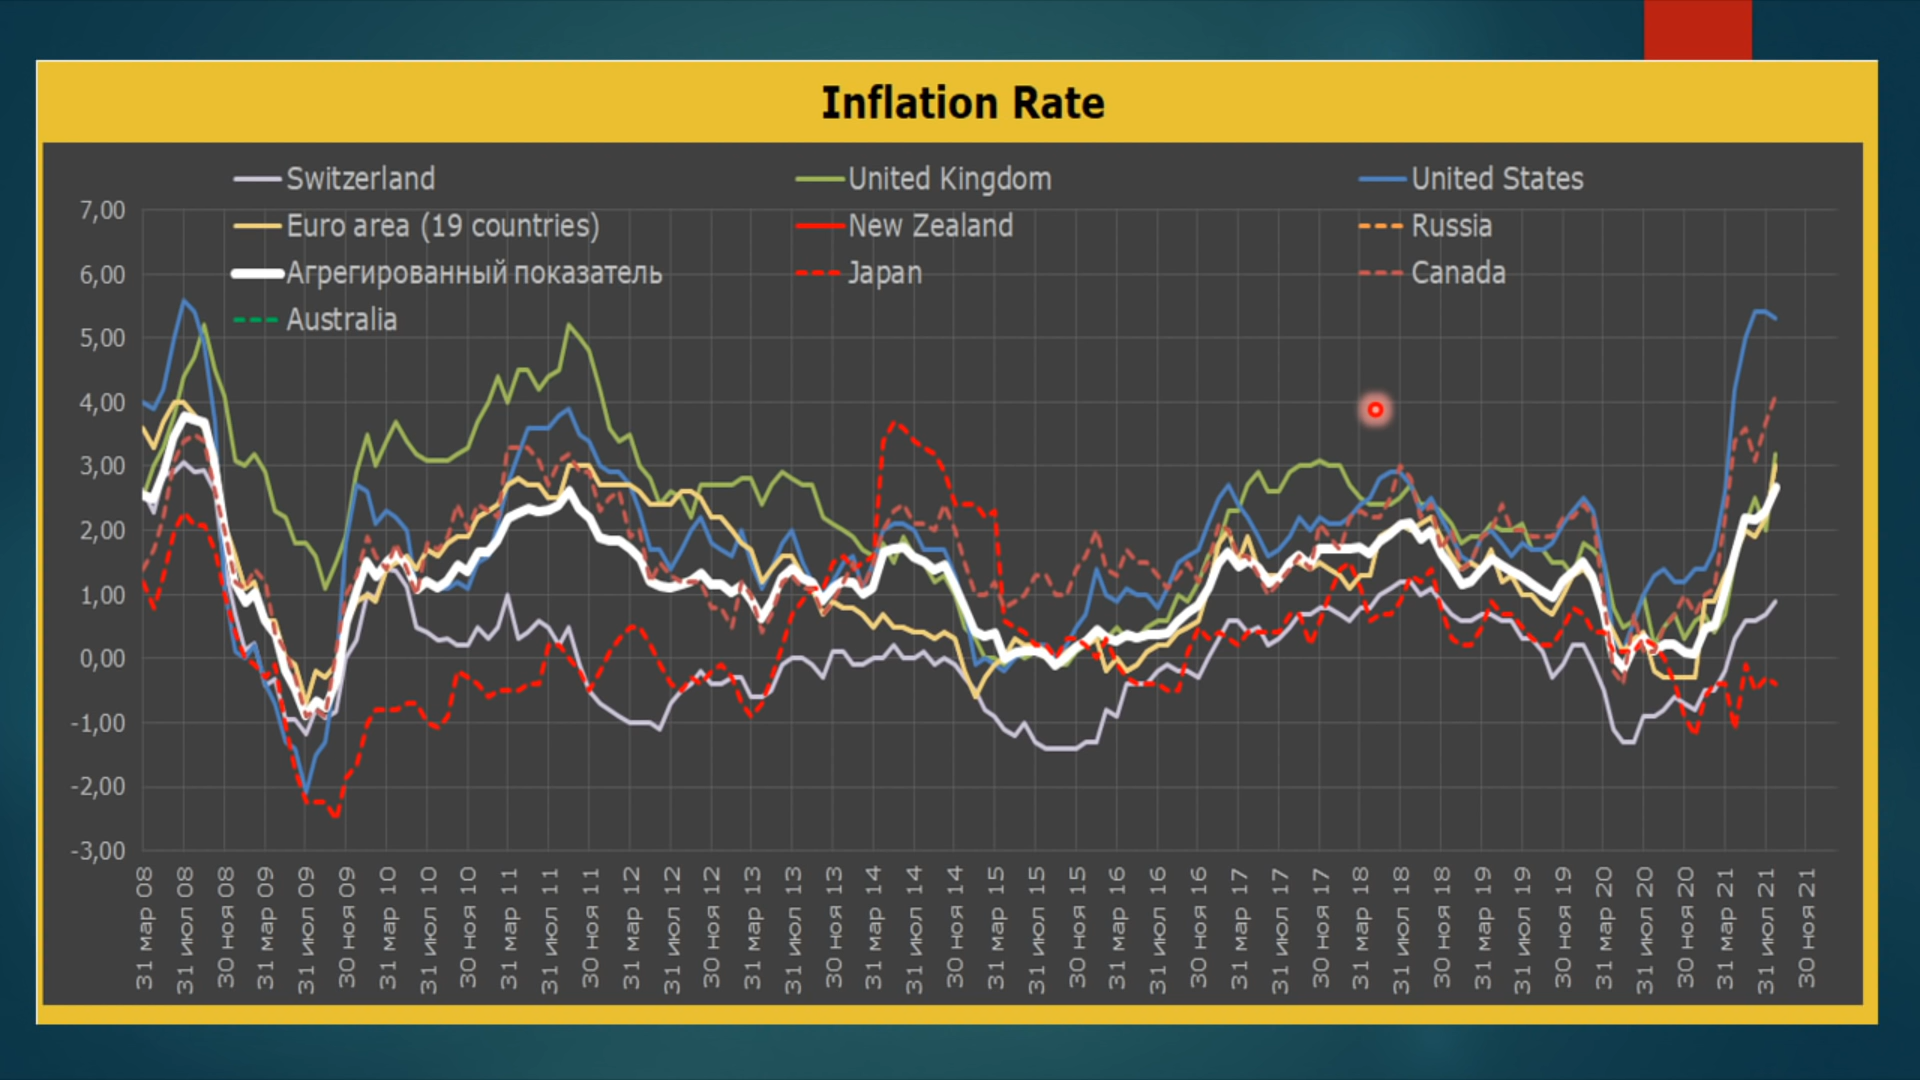 Inflation Rate
Switzerland United Kingdom United States
7,00
Euro area (19 countries) New Zealand Russia
6,00
Агрегированный показатель Japan Canada
Australia
5,00
4,00
3,00
2,00
1,00
0,00
-1,00
-2,00
-3,00
31 мар 08
31 июл 08
30 ноя 08
31 мар 09
31 июл 09
30 ноя 09
31 мар 10
31 июл 10
30 ноя 10
31 мар 11
31 июл 11
30 ноя 11
31 мар 12
31 июл 12
30 ноя 12
31 мар 13
31 июл 13
30 ноя 13
31 мар 14
31 июл 14
30 ноя 14
31 мар 15
31 июл 15
30 ноя 15
31 мар 16
31 июл 16
30 ноя 16
31 мар 17
31 июл 17
30 ноя 17
31 мар 18
31 июл 18
30 ноя 18
31 мар 19
31 июл 19
30 ноя 19
31 мар 20
31 июл 20
30 ноя 20
31 мар 21
31 июл 21
30 ноя 21